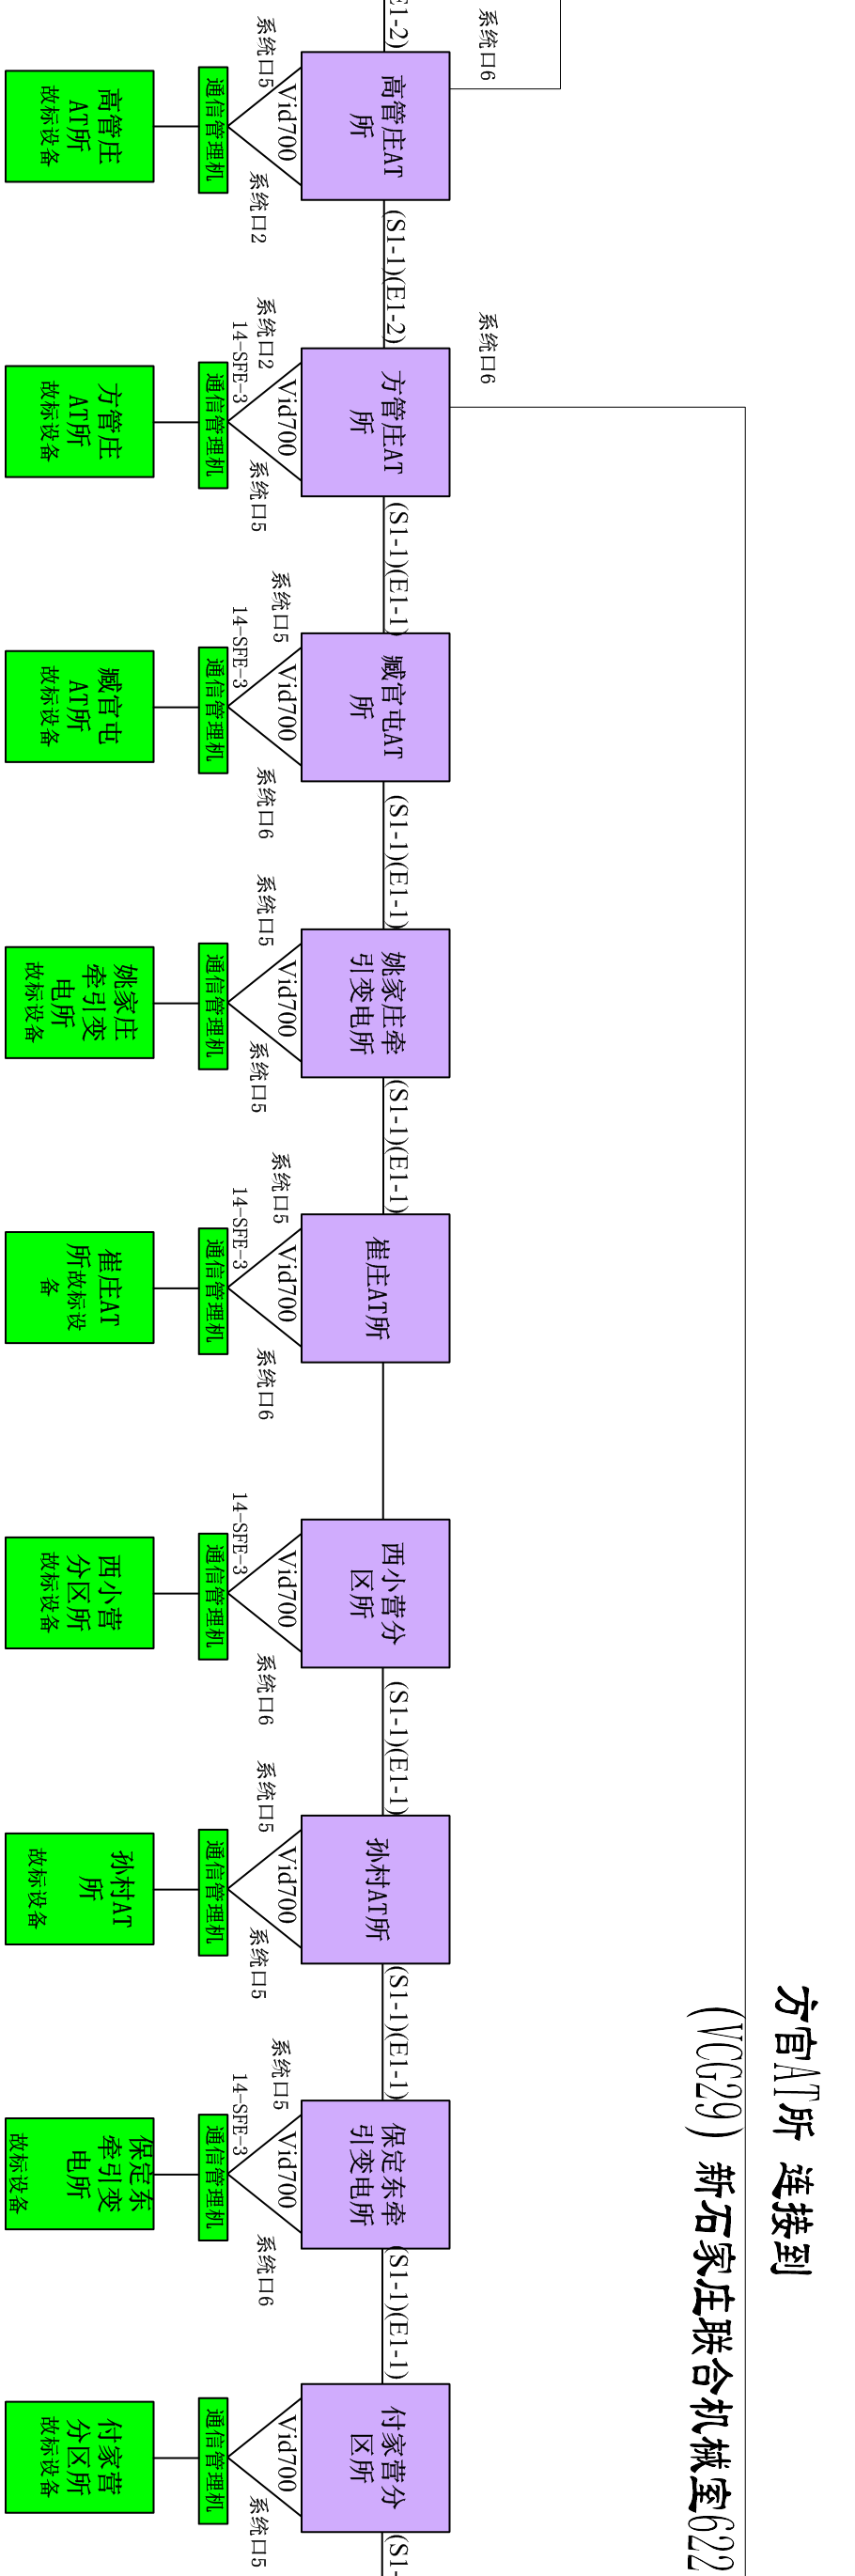 方官AT所 连接到
(VCG29) 新石家庄联合机械室622
系统口6
系统口6
E1-2)
高管庄AT
所
(S1-1)(E1-2)
方管庄AT
所
(S1-1)(E1-1)
臧官屯AT
所
(S1-1)(E1-1)
姚家庄牵
引变电所
(S1-1)(E1-1)
崔庄AT所
西小营分
区所
(S1-1)(E1-1)
孙村AT所
(S1-1)(E1-1)
保定东牵
引变电所
(S1-1)(E1-1)
付家营分
区所
(S1-
系统口5
Vid700
系统口2
通信管理机
高管庄
AT所
故标设备
系统口2
14-SFE-3
Vid700
系统口5
通信管理机
方管庄
AT所
故标设备
系统口5
14-SFE-3
Vid700
系统口6
通信管理机
臧官屯
AT所
故标设备
系统口5
Vid700
系统口5
通信管理机
姚家庄
牵引变
电所
故标设备
系统口5
14-SFE-3
Vid700
系统口6
通信管理机
崔庄AT
所故标设
备
14-SFE-3
Vid700
系统口6
通信管理机
西小营
分区所
故标设备
系统口5
Vid700
系统口5
通信管理机
孙村AT
所
故标设备
系统口5
14-SFE-3
Vid700
系统口6
通信管理机
保定东
牵引变
电所
故标设备
Vid700
系统口5
通信管理机
付家营
分区所
故标设备